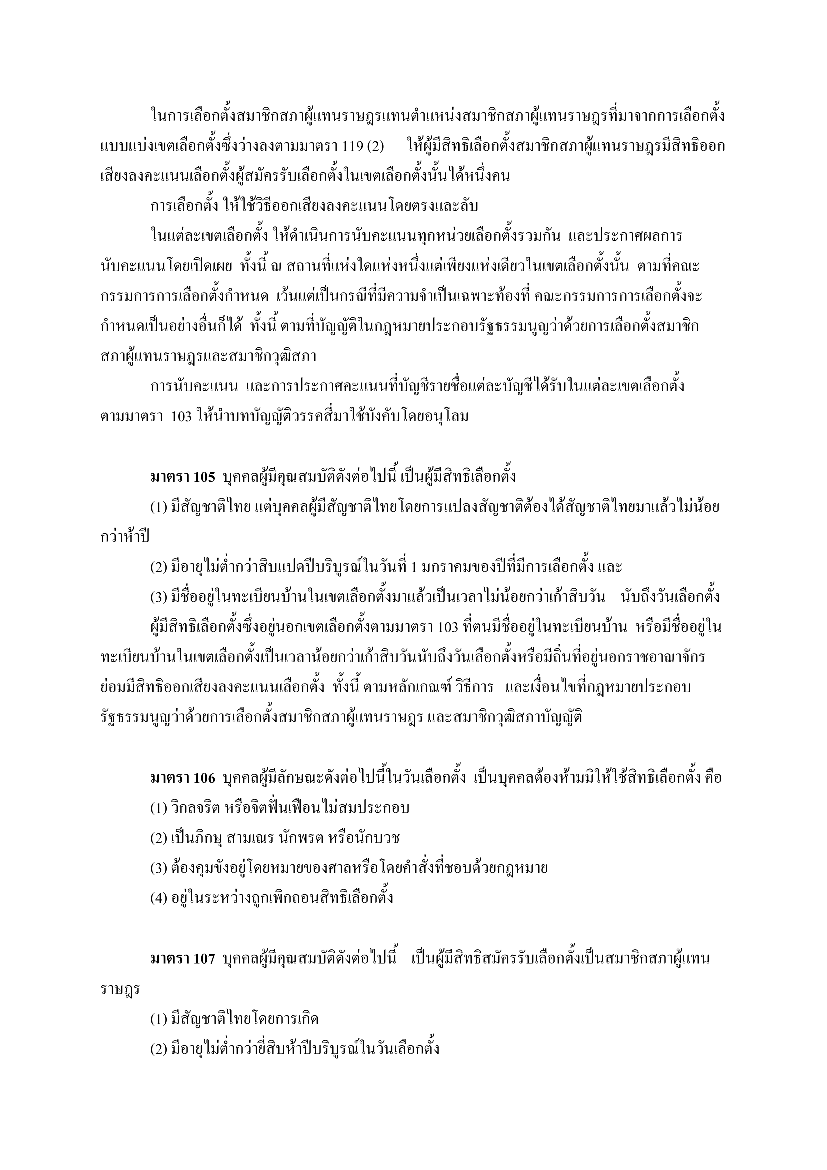 ในการเลือกตั้งสมาชิกสภาผู้แทนราษฎรแทนตำแหน่งสมาชิกสภาผู้แทนราษฎรที่มาจากการเลือกตั้ง
แบบแบ่งเขตเลือกตั้งซึ่งว่างลงตามมาตรา 119 (2) ให้ผู้มีสิทธิเลือกตั้งสมาชิกสภาผู้แทนราษฎรมีสิทธิออก
เสียงลงคะแนนเลือกตั้งผู้สมัครรับเลือกตั้งในเขตเลือกตั้งนั้นได้หนึ่งคน
การเลือกตั้ง ให้ใช้วิธีออกเสียงลงคะแนนโดยตรงและลับ
ในแต่ละเขตเลือกตั้ง ให้ดำเนินการนับคะแนนทุกหน่วยเลือกตั้งรวมกัน และประกาศผลการ
นับคะแนนโดยเปิดเผย ทั้งนี้ ณ สถานที่แห่งใดแห่งหนึ่งแต่เพียงแห่งเดียวในเขตเลือกตั้งนั้น ตามที่คณะ
กรรมการการเลือกตั้งกำหนด เว้นแต่เป็นกรณีที่มีความจำเป็นเฉพาะท้องที่ คณะกรรมการการเลือกตั้งจะ
กำหนดเป็นอย่างอื่นก็ได้ ทั้งนี้ ตามที่บัญญัติในกฎหมายประกอบรัฐธรรมนูญว่าด้วยการเลือกตั้งสมาชิก
สภาผู้แทนราษฎรและสมาชิกวุฒิสภา
การนับคะแนน และการประกาศคะแนนที่บัญชีรายชื่อแต่ละบัญชีได้รับในแต่ละเขตเลือกตั้ง
ตามมาตรา 103 ให้นำบทบัญญัติวรรคสี่มาใช้บังคับโดยอนุโลม
มาตรา 105 บุคคลผู้มีคุณสมบัติดังต่อไปนี้ เป็นผู้มีสิทธิเลือกตั้ง
(1) มีสัญชาติไทย แต่บุคคลผู้มีสัญชาติไทยโดยการแปลงสัญชาติต้องได้สัญชาติไทยมาแล้วไม่น้อย
กว่าห้าปี
(2) มีอายุไม่ต่ำกว่าสิบแปดปีบริบูรณ์ในวันที่ 1 มกราคมของปีที่มีการเลือกตั้ง และ
(3) มีชื่ออยู่ในทะเบียนบ้านในเขตเลือกตั้งมาแล้วเป็นเวลาไม่น้อยกว่าเก้าสิบวัน นับถึงวันเลือกตั้ง
ผู้มีสิทธิเลือกตั้งซึ่งอยู่นอกเขตเลือกตั้งตามมาตรา 103 ที่ตนมีชื่ออยู่ในทะเบียนบ้าน หรือมีชื่ออยู่ใน
ทะเบียนบ้านในเขตเลือกตั้งเป็นเวลาน้อยกว่าเก้าสิบวันนับถึงวันเลือกตั้งหรือมีถิ่นที่อยู่นอกราชอาณาจักร
ย่อมมีสิทธิออกเสียงลงคะแนนเลือกตั้ง ทั้งนี้ ตามหลักเกณฑ์ วิธีการ และเงื่อนไขที่กฎหมายประกอบ
รัฐธรรมนูญว่าด้วยการเลือกตั้งสมาชิกสภาผู้แทนราษฎร และสมาชิกวุฒิสภาบัญญัติ
มาตรา 106 บุคคลผู้มีลักษณะดังต่อไปนี้ในวันเลือกตั้ง เป็นบุคคลต้องห้ามมิให้ใช้สิทธิเลือกตั้ง คือ
(1) วิกลจริต หรือจิตฟั่นเฟือนไม่สมประกอบ
(2) เป็นภิกษุ สามเณร นักพรต หรือนักบวช
(3) ต้องคุมขังอยู่โดยหมายของศาลหรือโดยคำสั่งที่ชอบด้วยกฎหมาย
(4) อยู่ในระหว่างถูกเพิกถอนสิทธิเลือกตั้ง
มาตรา 107 บุคคลผู้มีคุณสมบัติดังต่อไปนี้ เป็นผู้มีสิทธิสมัครรับเลือกตั้งเป็นสมาชิกสภาผู้แทน
ราษฎร
(1) มีสัญชาติไทยโดยการเกิด
(2) มีอายุไม่ต่ำกว่ายี่สิบห้าปีบริบูรณ์ในวันเลือกตั้ง